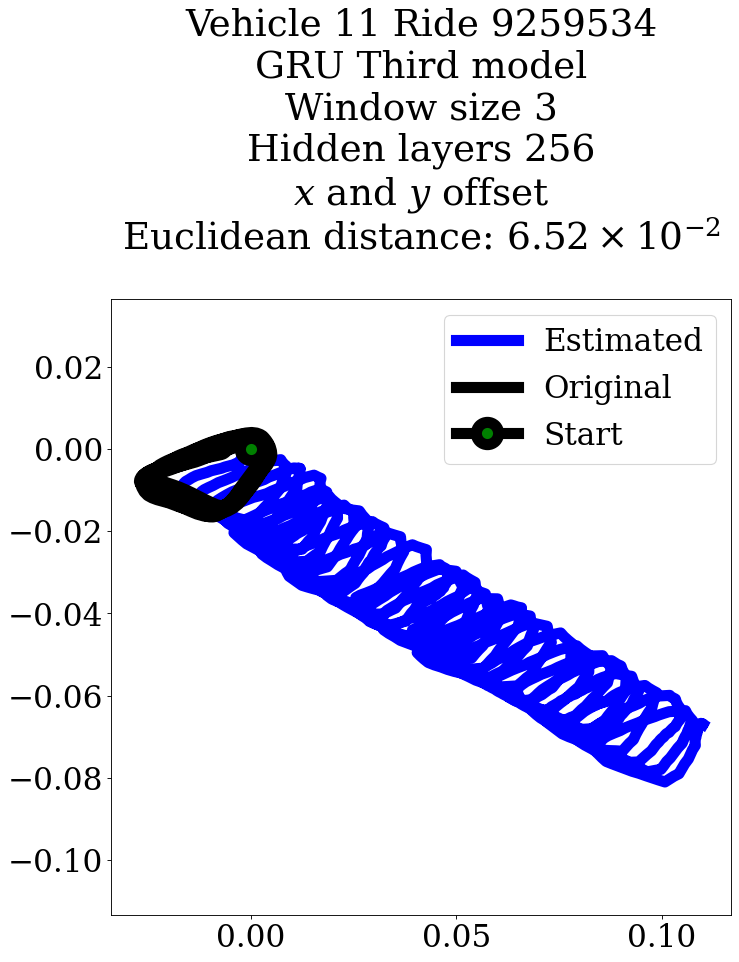 Vehicle 11 Ride 9259534
GRU Third model
Window size 3
Hidden layers 256
x and y offset
Euclidean distance: 6.52 × 10⁻²
Estimated
Original
Start
0.02
0.00
−0.02
−0.04
−0.06
−0.08
−0.10
0.00 0.05 0.10